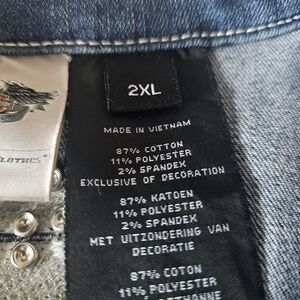 2XL
MADE IN VIETNAM
87% COTTON
11% POLYESTER
2% SPANDEX
EXCLUSIVE OF DECORATION
87% KATOEN
11% POLYESTER
2% SPANDEX
MET UITZONDERING VAN
DECORATIE
87% COTON
11% POLYESTER
CLOTHES